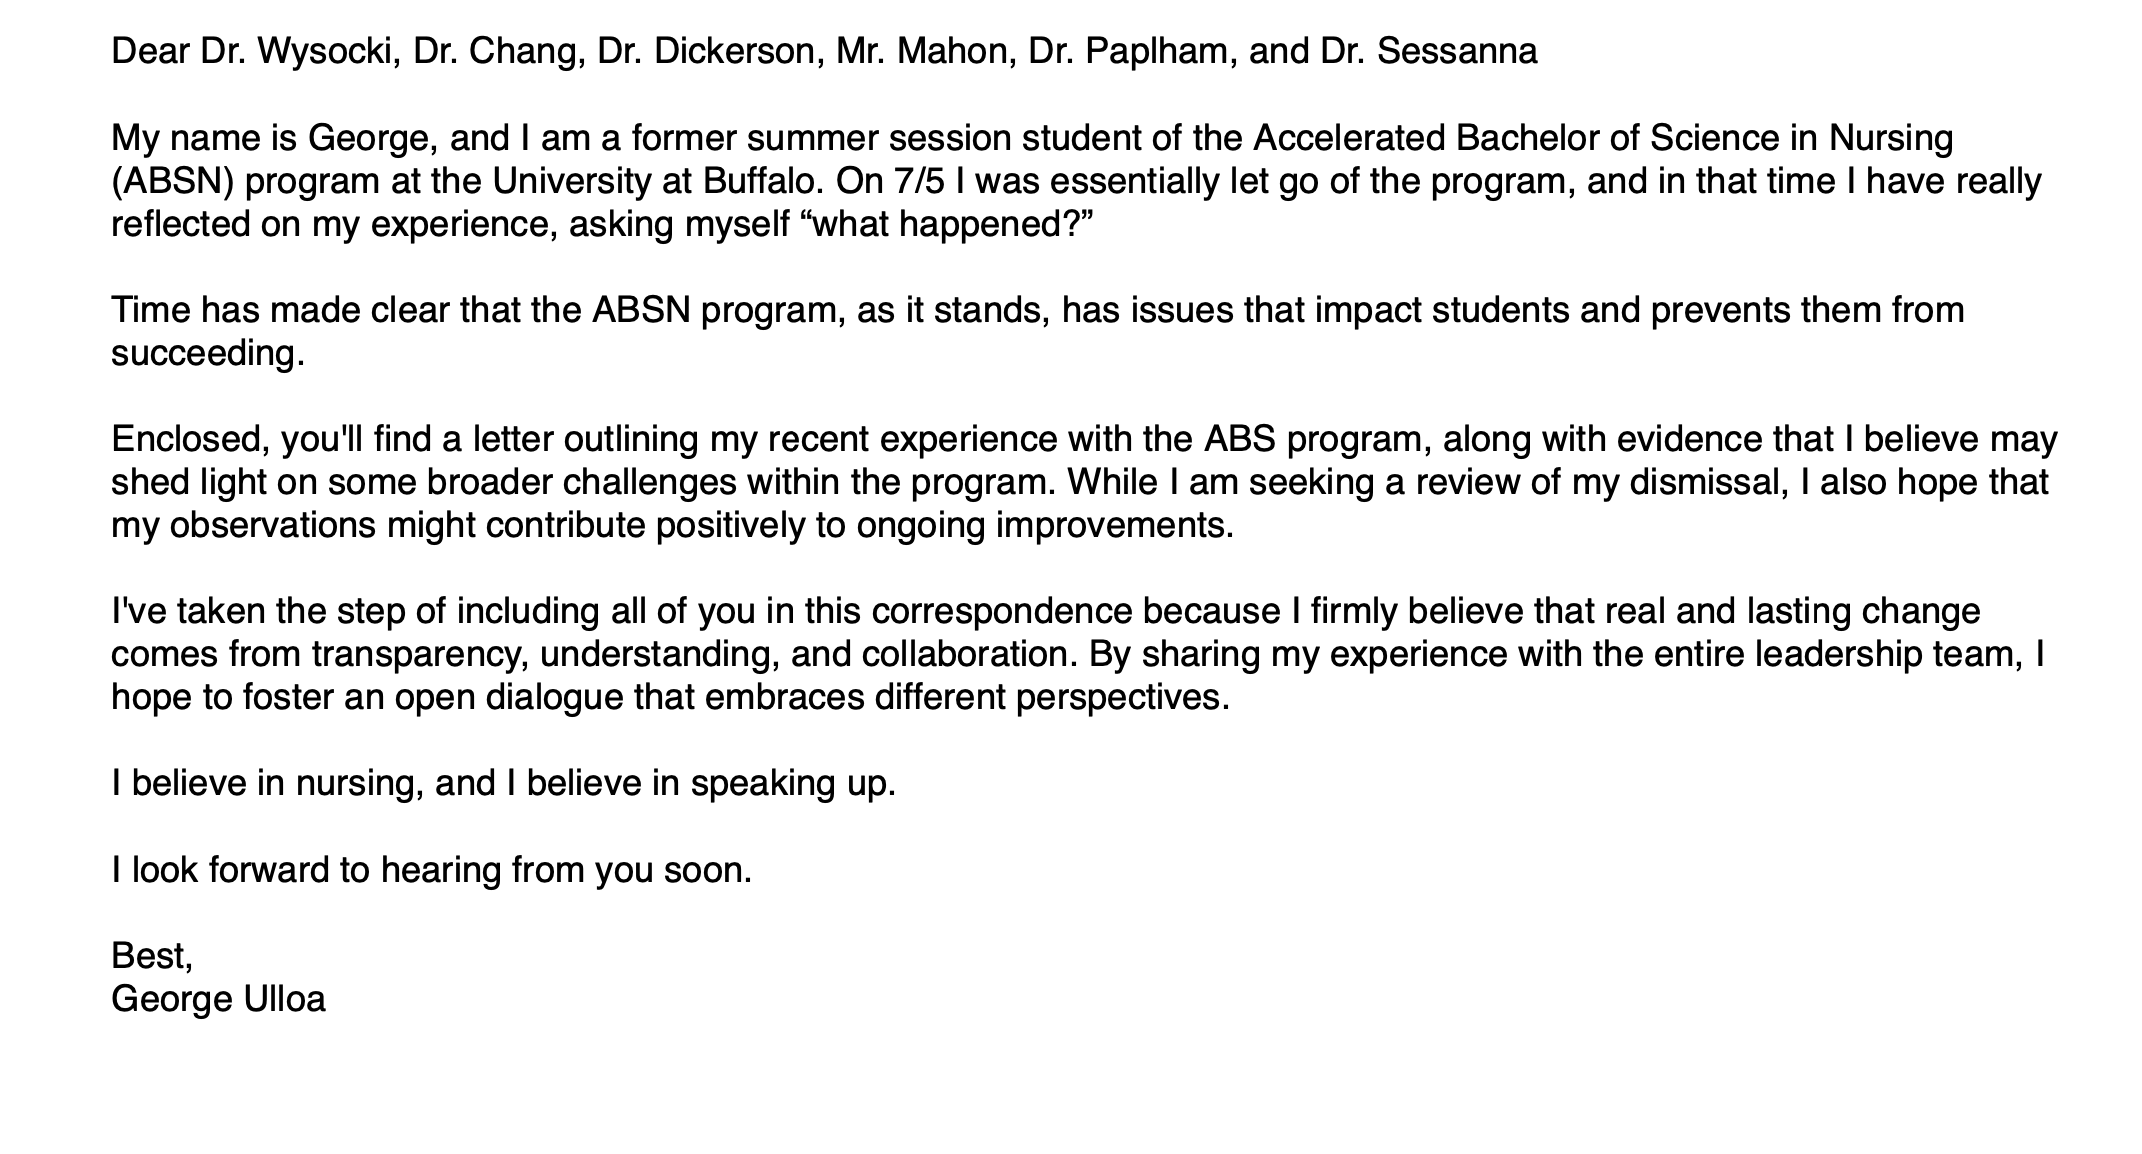 Dear Dr. Wysocki, Dr. Chang, Dr. Dickerson, Mr. Mahon, Dr. Paplham, and Dr. Sessanna
My name is George, and I am a former summer session student of the Accelerated Bachelor of Science in Nursing
(ABSN) program at the University at Buffalo. On 7/5 I was essentially let go of the program, and in that time I have really
reflected on my experience, asking myself “what happened?”
Time has made clear that the ABSN program, as it stands, has issues that impact students and prevents them from
succeeding.
Enclosed, you'll find a letter outlining my recent experience with the ABS program, along with evidence that I believe may
shed light on some broader challenges within the program. While I am seeking a review of my dismissal, I also hope that
my observations might contribute positively to ongoing improvements.
I've taken the step of including all of you in this correspondence because I firmly believe that real and lasting change
comes from transparency, understanding, and collaboration. By sharing my experience with the entire leadership team, I
hope to foster an open dialogue that embraces different perspectives.
I believe in nursing, and I believe in speaking up.
I look forward to hearing from you soon.
Best,
George Ulloa